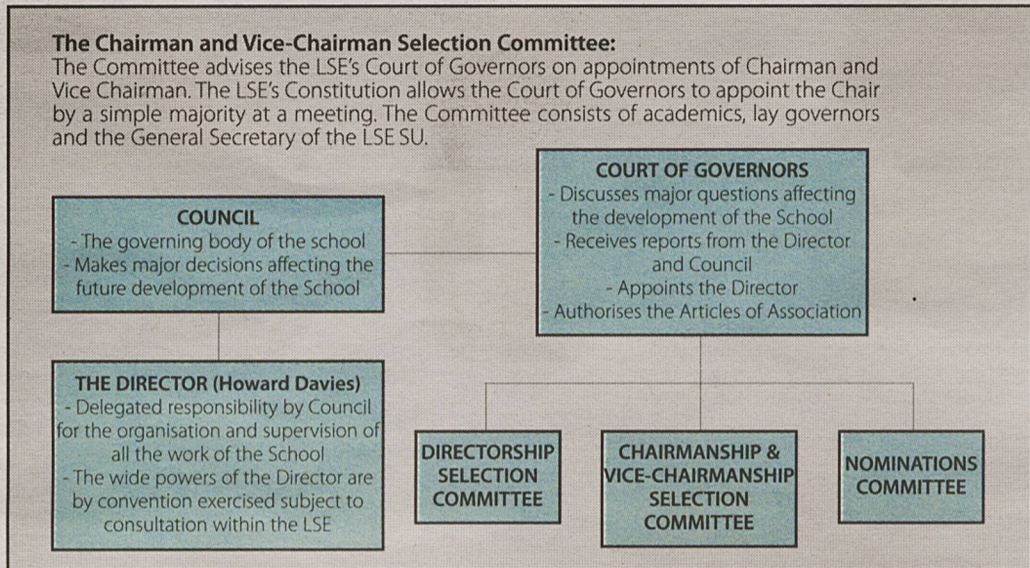 The Chairman and Vice-Chairman Selection Committee:
The Committee advises the LSE's Court of Governors on appointments of Chairman and
Vice Chairman. The LSE's Constitution allows the Court of Governors to appoint the Chair
by a simple majority at a meeting. The Committee consists of academics, lay governors
and the General Secretary of the LSE SU.
COUNCIL
- The governing body of the school
- Makes major decisions affecting the
future development of the School
COURT OF GOVERNORS
- Discusses major questions affecting
the development of the School
- Receives reports from the Director
and Council
- Appoints the Director
- Authorises the Articles of Association
THE DIRECTOR (Howard Davies)
- Delegated responsibility by Council
for the organisation and supervision of
all the work of the School
- The wide powers of the Director are
by convention exercised subject to
consultation within the LSE
DIRECTORSHIP
SELECTION
COMMITTEE
CHAIRMANSHIP &
VICE-CHAIRMANSHIP
SELECTION
COMMITTEE
NOMINATIONS
COMMITTEE